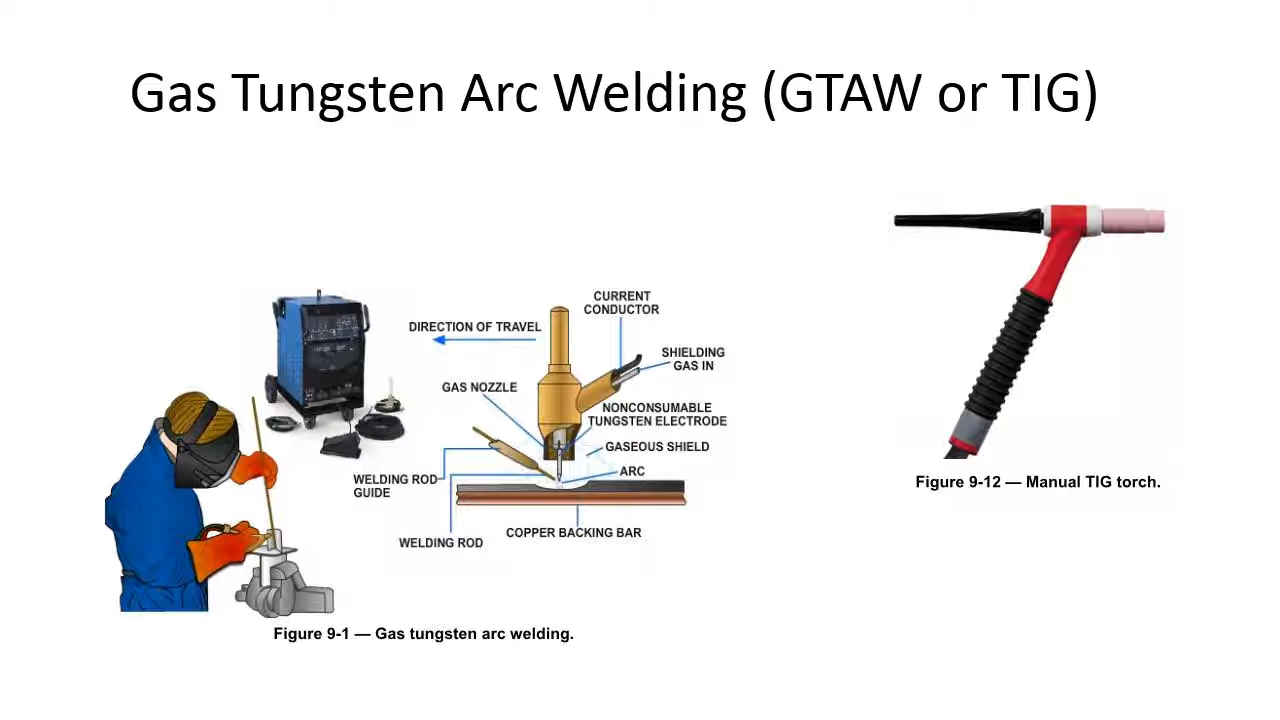 Gas Tungsten Arc Welding (GTAW or TIG)
CURRENT
CONDUCTOR
DIRECTION OF TRAVEL
SHIELDING
GAS IN
GAS NOZZLE
NONCONSUMABLE
TUNGSTEN ELECTRODE
GASEOUS SHIELD
ARC
WELDING ROD
GUIDE
COPPER BACKING BAR
WELDING ROD
Figure 9-1 — Gas tungsten arc welding.
Figure 9-12 — Manual TIG torch.